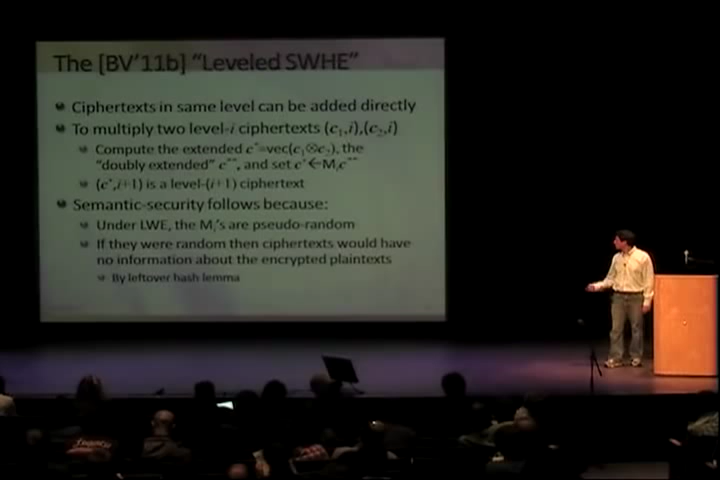 The [BV'11b] "Leveled SWHE"
Ciphertexts in same level can be added directly
To multiply two level-i ciphertexts (c₁,i),(c₂,i)
Compute the extended c*=vec(c₁⊗c₂), the
"doubly extended" c**, and set c'←Mᵢc**
(c',i+1) is a level-(i+1) ciphertext
Semantic-security follows because:
Under LWE, the Mᵢ's are pseudo-random
If they were random then ciphertexts would have
no information about the encrypted plaintexts
By leftover hash lemma